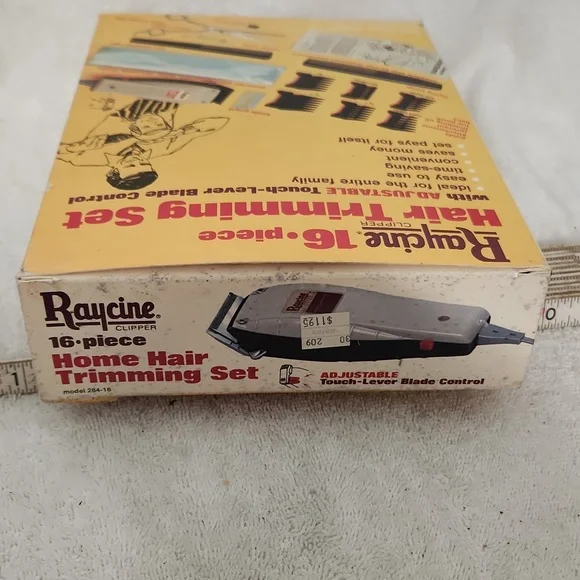 set pays for itself
saves money
time-saving
convenient
easy to use
ideal for the entire family
with ADJUSTABLE Touch-Lever Blade Control
Hair Trimming Set
Raycine® 16•piece
CLIPPER
Raycine®
CLIPPER
16•piece
Home Hair
Trimming Set
model 264-16
30 209
$1195
ADJUSTABLE
Touch-Lever Blade Control